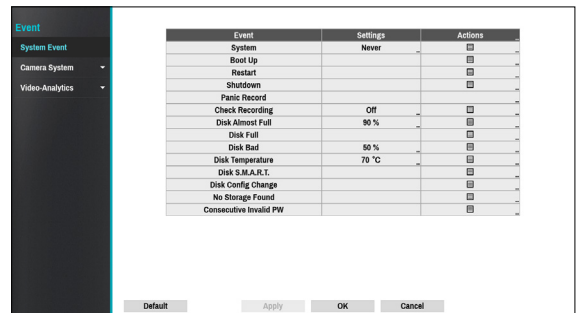 Event
System Event
Camera System
Video-Analytics
Event Settings Actions
System Never
Boot Up
Restart
Shutdown
Panic Record
Check Recording Off
Disk Almost Full 90 %
Disk Full
Disk Bad 50 %
Disk Temperature 70 °C
Disk S.M.A.R.T.
Disk Config Change
No Storage Found
Consecutive Invalid PW
Default Apply OK Cancel